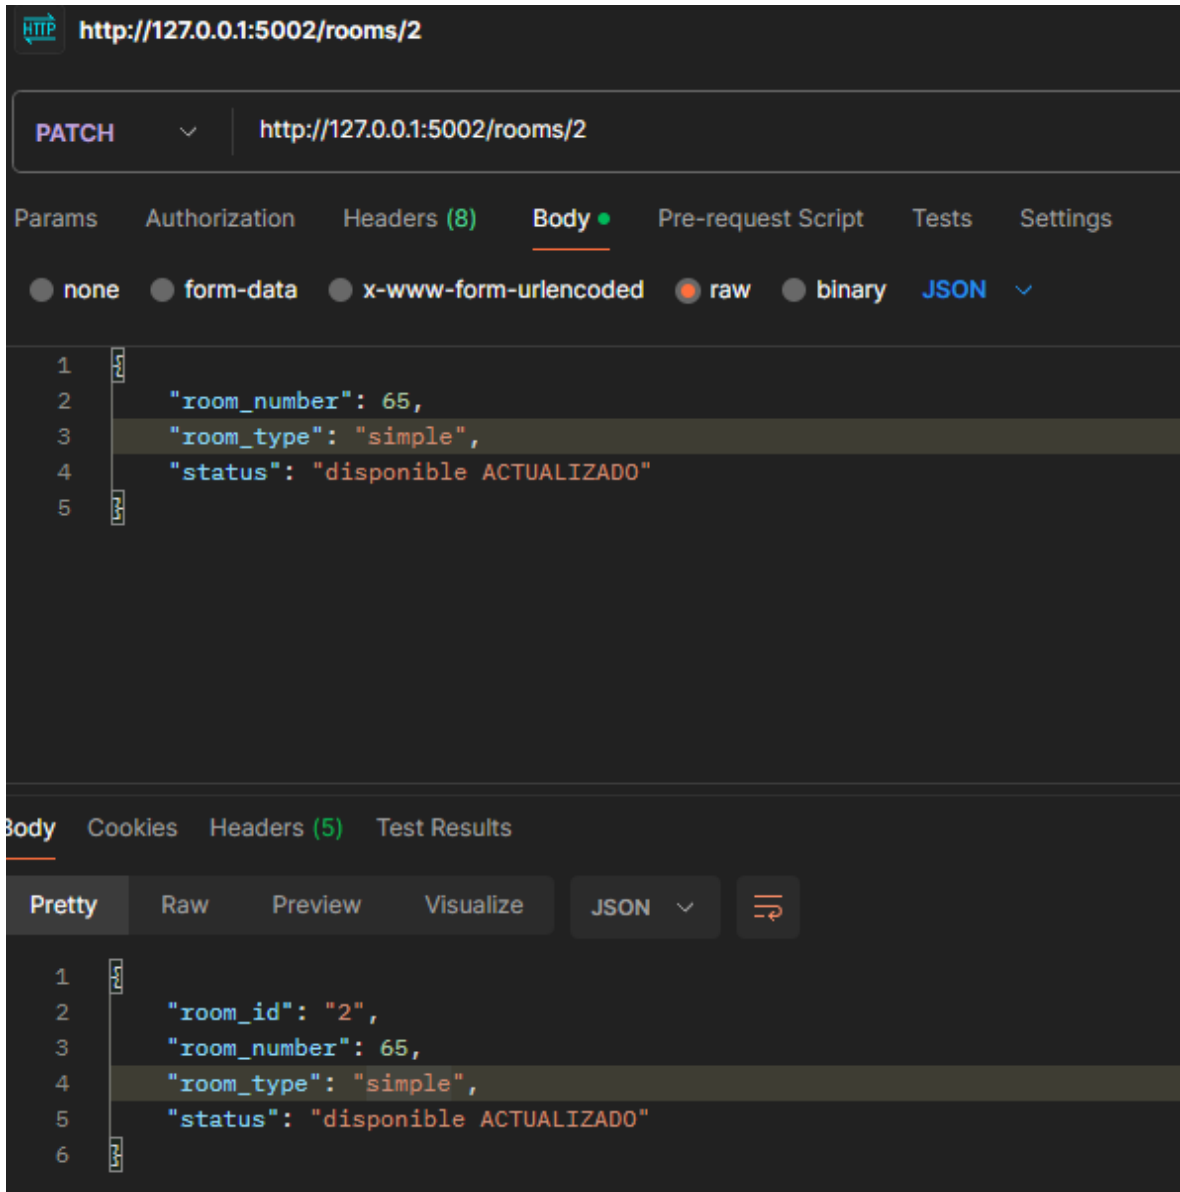 HTTP http://127.0.0.1:5002/rooms/2
PATCH http://127.0.0.1:5002/rooms/2
Params Authorization Headers (8) Body Pre-request Script Tests Settings
none form-data x-www-form-urlencoded raw binary JSON
1 {
2 "room_number": 65,
3 "room_type": "simple",
4 "status": "disponible ACTUALIZADO"
5 }
Body Cookies Headers (5) Test Results
Pretty Raw Preview Visualize JSON
1 {
2 "room_id": "2",
3 "room_number": 65,
4 "room_type": "simple",
5 "status": "disponible ACTUALIZADO"
6 }